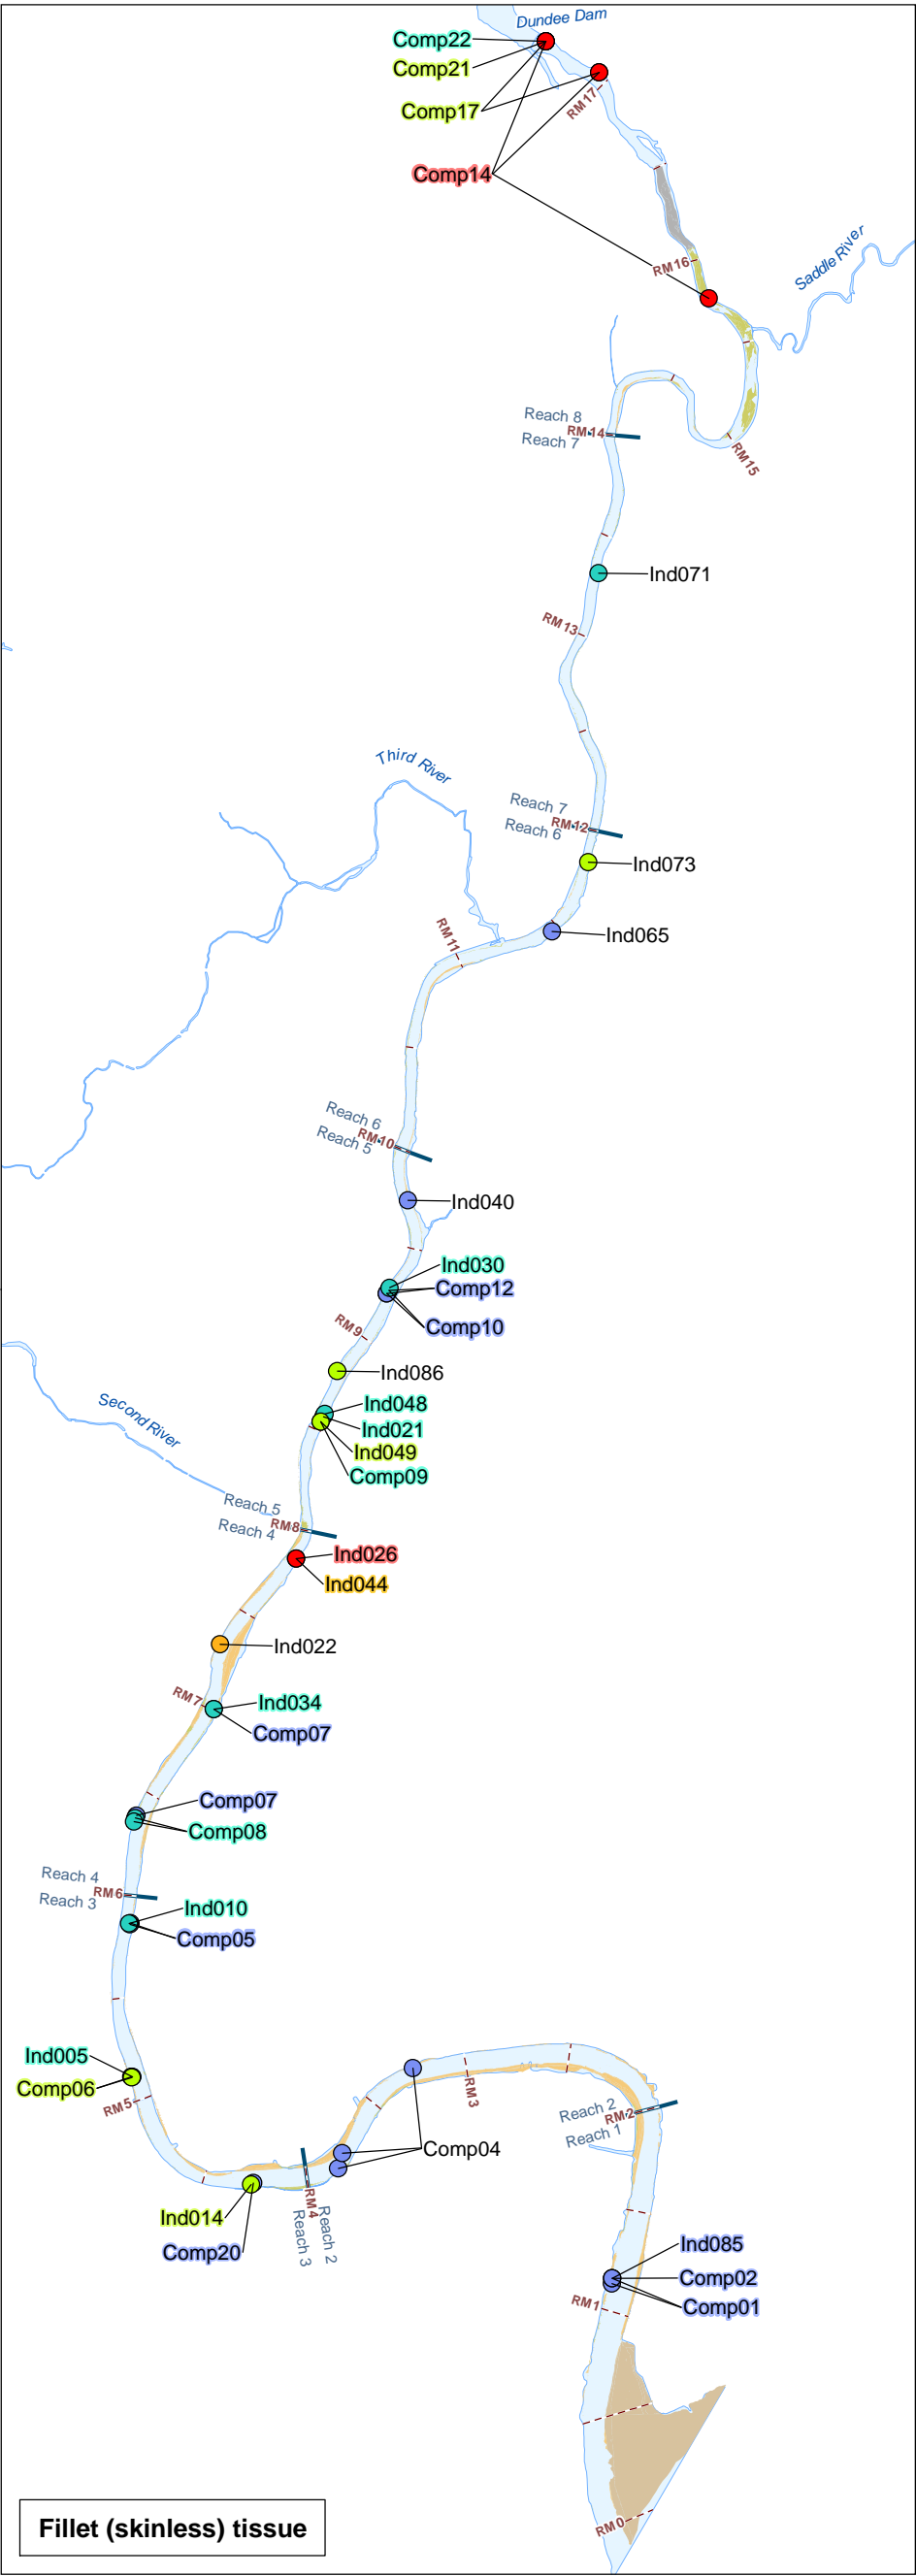 Dundee Dam
Comp22
Comp21
RM17
Comp17
Comp14
Saddle River
RM16
Reach 8
RM14
Reach 7
RM15
Ind071
RM13
Third River
Reach 7
RM12
Reach 6
Ind073
RM11
Ind065
Reach 6
RM10
Reach 5
Ind040
Ind030
Comp12
RM9
Comp10
Ind086
Second River
Ind048
Ind021
Ind049
Comp09
Reach 5
RM8
Reach 4
Ind026
Ind044
Ind022
RM7
Ind034
Comp07
Comp07
Comp08
Reach 4
RM6
Reach 3
Ind010
Comp05
Ind005
Comp06
RM5
RM3
Reach 2
RM2
Reach 1
Comp04
RM4
Reach 2
Reach 3
Ind014
Comp20
Ind085
Comp02
RM1
Comp01
RM0
Fillet (skinless) tissue